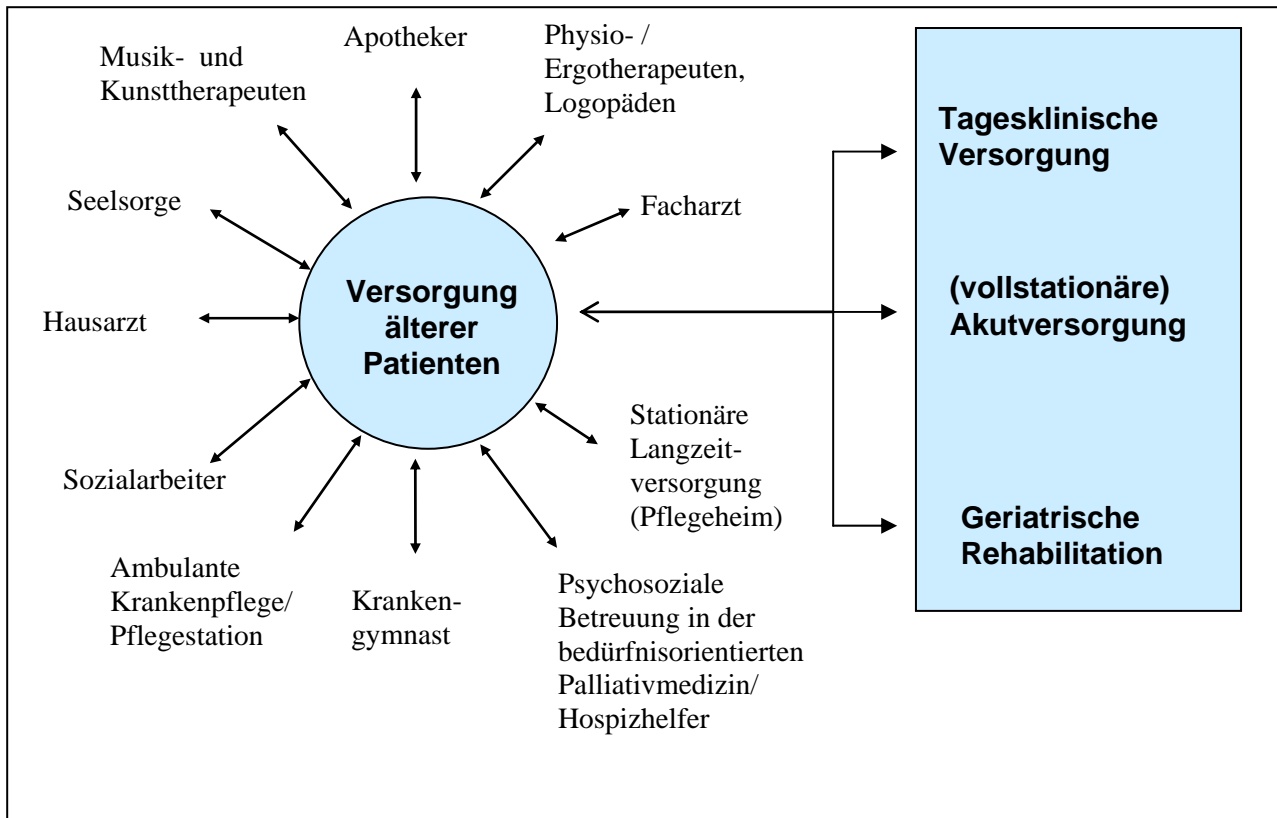 Apotheker
Musik- und
Kunsttherapeuten
Physio- /
Ergotherapeuten,
Logopäden
Seelsorge
Facharzt
Hausarzt
Versorgung
älterer
Patienten
Sozialarbeiter
Stationäre
Langzeit-
versorgung
(Pflegeheim)
Ambulante
Krankenpflege/
Pflegestation
Kranken-
gymnast
Psychosoziale
Betreuung in der
bedürfnisorientierten
Palliativmedizin/
Hospizhelfer
Tagesklinische
Versorgung
(vollstationäre)
Akutversorgung
Geriatrische
Rehabilitation